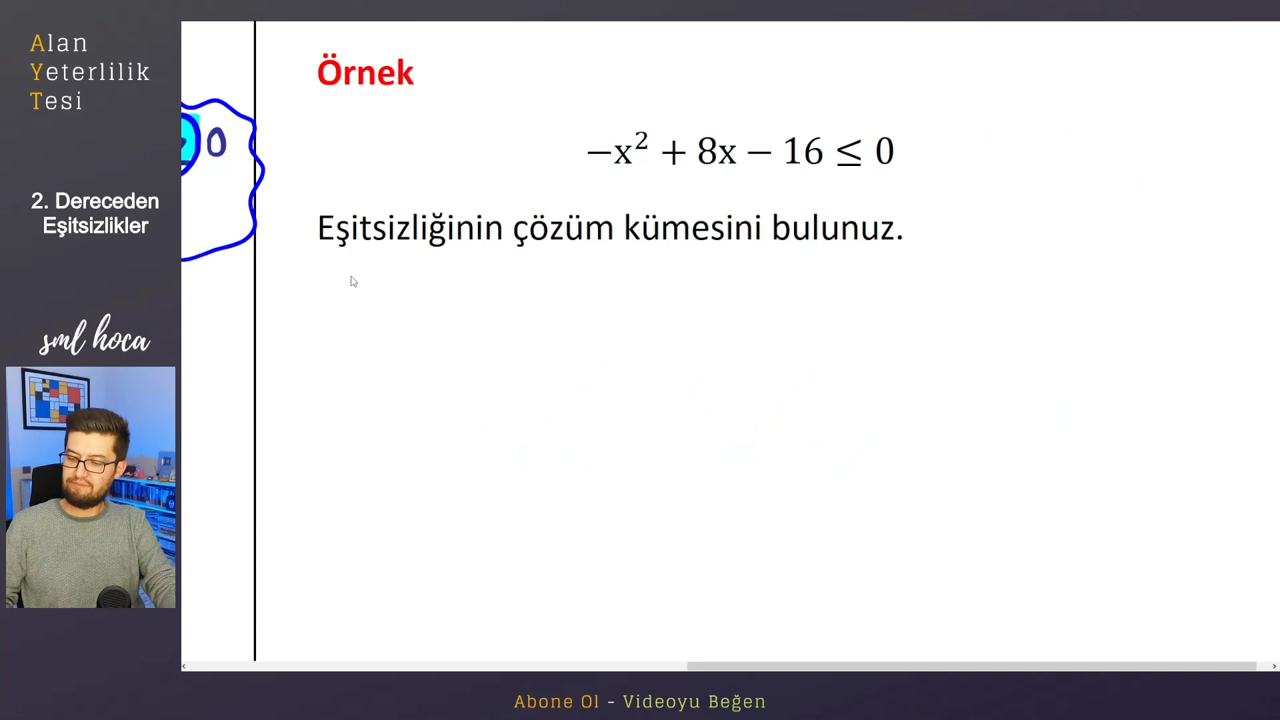 Alan
Yeterlilik
Tesi
2. Dereceden
Eşitsizlikler
sml hoca
0
Örnek
−x² + 8x − 16 ≤ 0
Eşitsizliğinin çözüm kümesini bulunuz.
Abone Ol - Videoyu Beğen